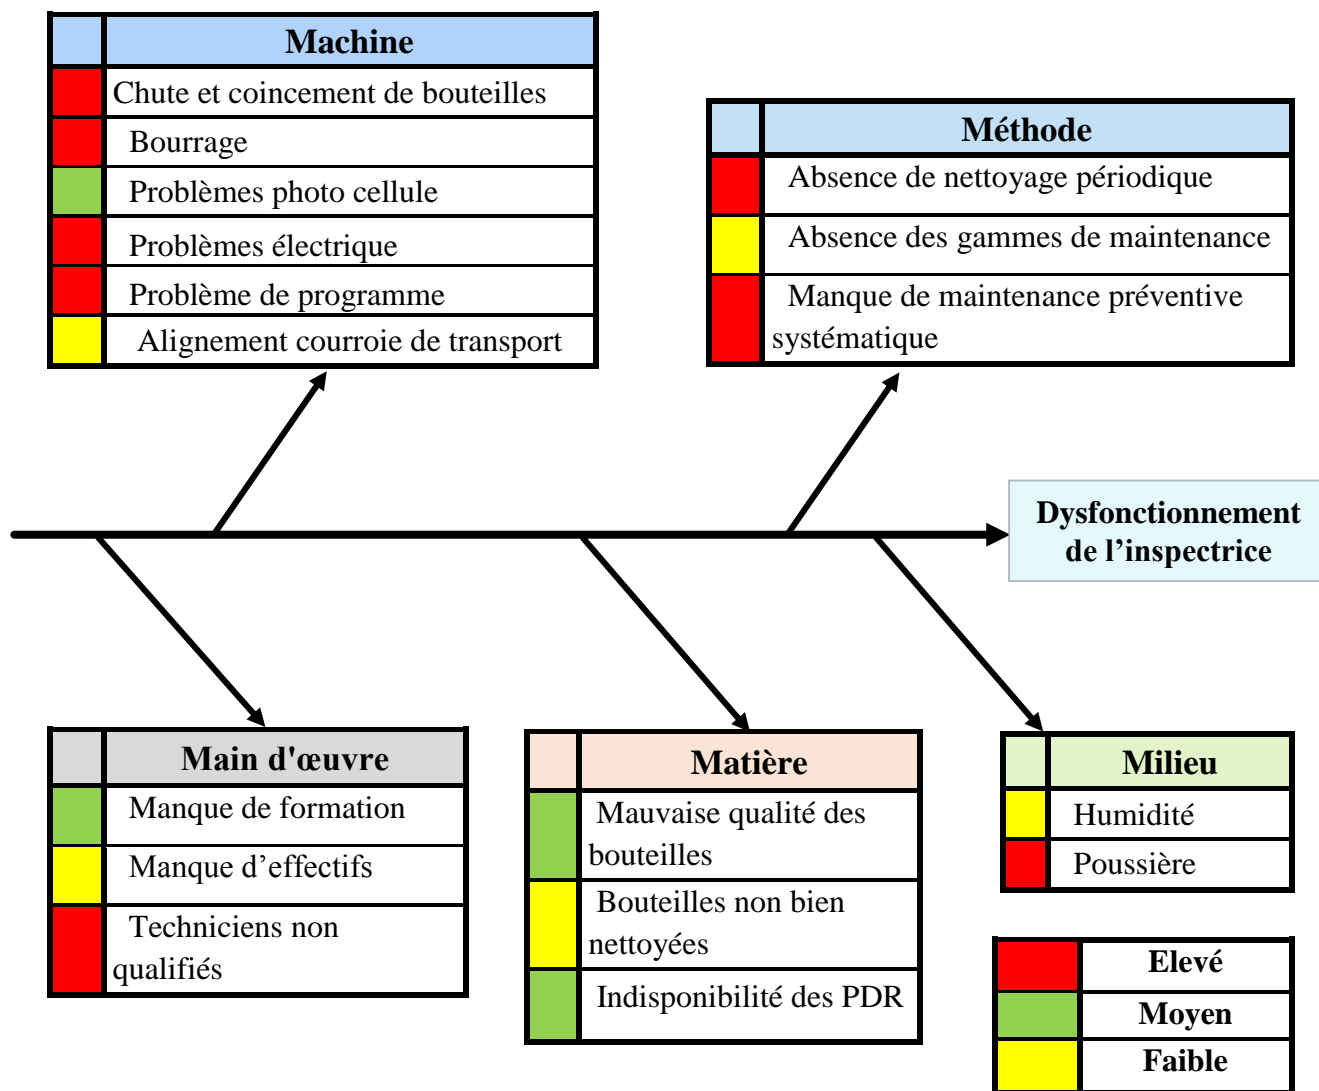 Machine
Chute et coincement de bouteilles
Bourrage
Problèmes photo cellule
Problèmes électrique
Problème de programme
Alignement courroie de transport
Méthode
Absence de nettoyage périodique
Absence des gammes de maintenance
Manque de maintenance préventive
systématique
Dysfonctionnement
de l’inspectrice
Main d'œuvre
Manque de formation
Manque d’effectifs
Techniciens non
qualifiés
Matière
Mauvaise qualité des
bouteilles
Bouteilles non bien
nettoyées
Indisponibilité des PDR
Milieu
Humidité
Poussière
Elevé
Moyen
Faible